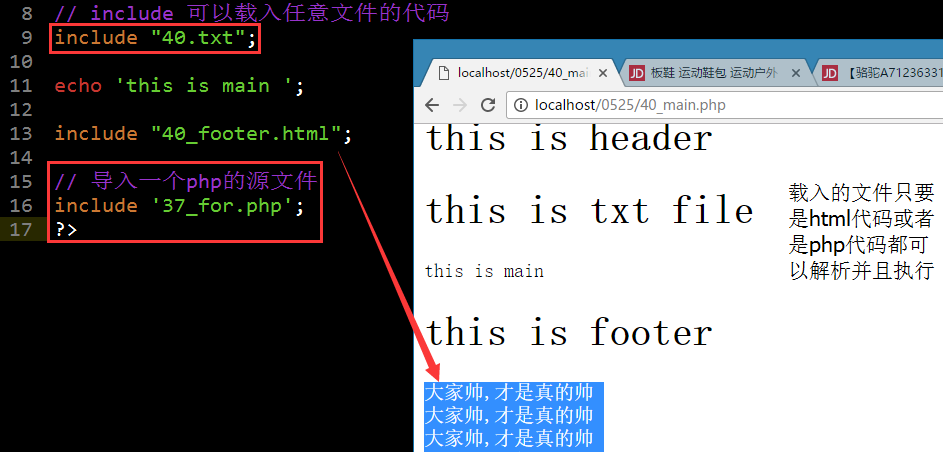 8 // include 可以载入任意文件的代码
9 include "40.txt";
10
11 echo 'this is main ';
12
13 include "40_footer.html";
14
15 // 导入一个php的源文件
16 include '37_for.php';
17 ?>
localhost/0525/40_mai
JD 板鞋 运动鞋包 运动户外
JD 【骆驼A71236331
localhost/0525/40_main.php
this is header
this is txt file
this is main
this is footer
大家帅,才是真的帅
大家帅,才是真的帅
大家帅,才是真的帅
载入的文件只要
是html代码或者
是php代码都可
以解析并且执行